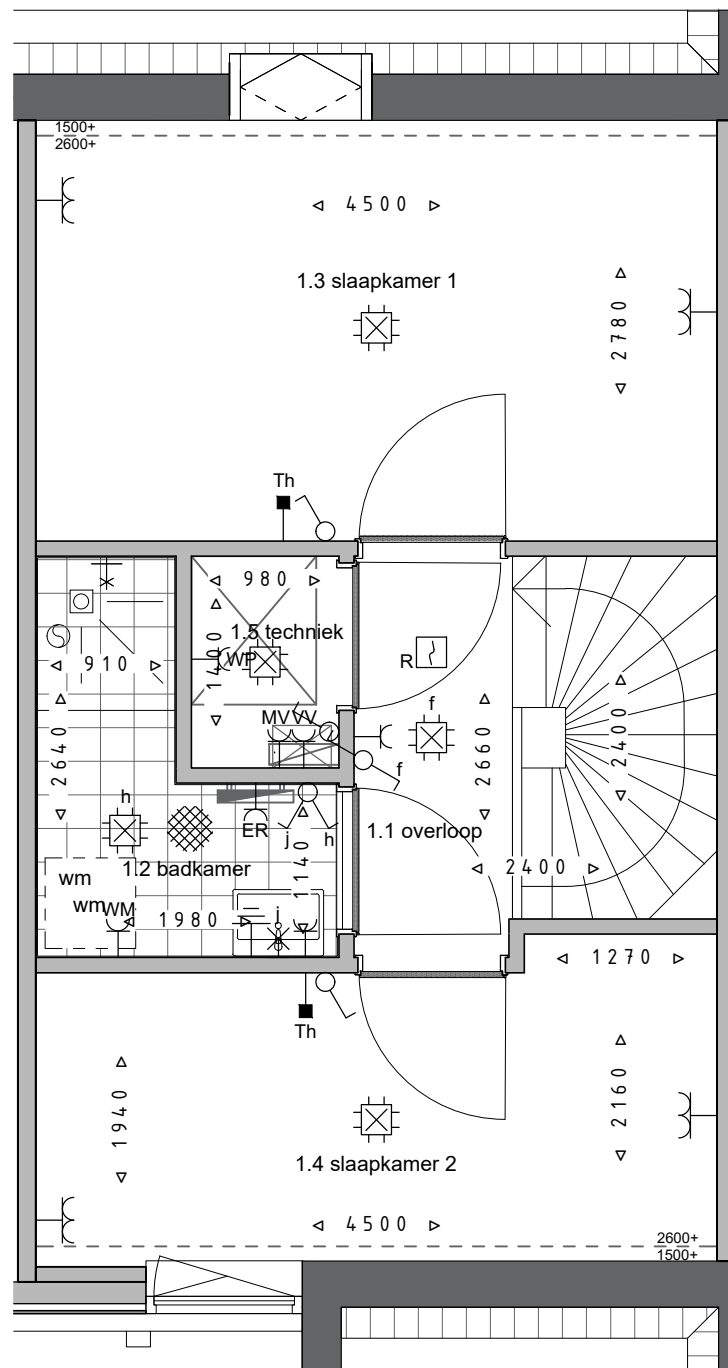 1500+
2600+
4500
1.3 slaapkamer 1
2780
Th
980
1.5 techniek
1400
WP
R
910
MV VV
f
2640
2660
2400
f
h
ER
j
h
1.1 overloop
1140
1.2 badkamer
2400
wm
wm
WM
1980
j
1270
Th
1940
2160
1.4 slaapkamer 2
4500
2600+
1500+